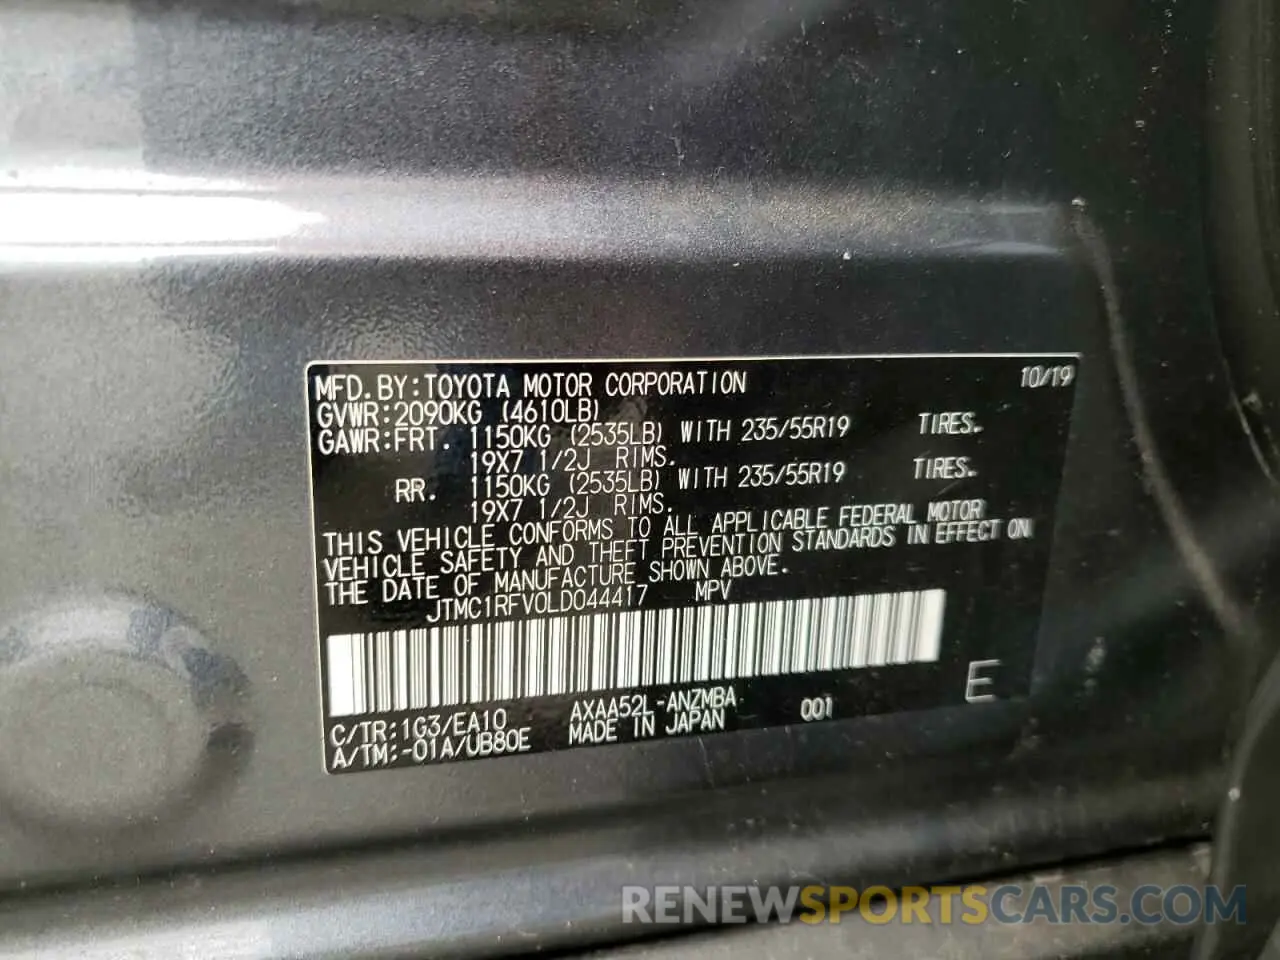 MFD.BY:TOYOTA MOTOR CORPORATION 10/19
GVWR:2090KG (4610LB)
GAWR:FRT. 1150KG (2535LB) WITH 235/55R19 TIRES.
19X7 1/2J RIMS.
RR. 1150KG (2535LB) WITH 235/55R19 TIRES.
19X7 1/2J RIMS.
THIS VEHICLE CONFORMS TO ALL APPLICABLE FEDERAL MOTOR
VEHICLE SAFETY AND THEFT PREVENTION STANDARDS IN EFFECT ON
THE DATE OF MANUFACTURE SHOWN ABOVE.
JTMC1RFV0LD044417 MPV
E
C/TR:1G3/EA10 AXAA52L-ANZMBA 001
A/TM:-01A/UB80E MADE IN JAPAN
RENEWSPORTSCARS.COM